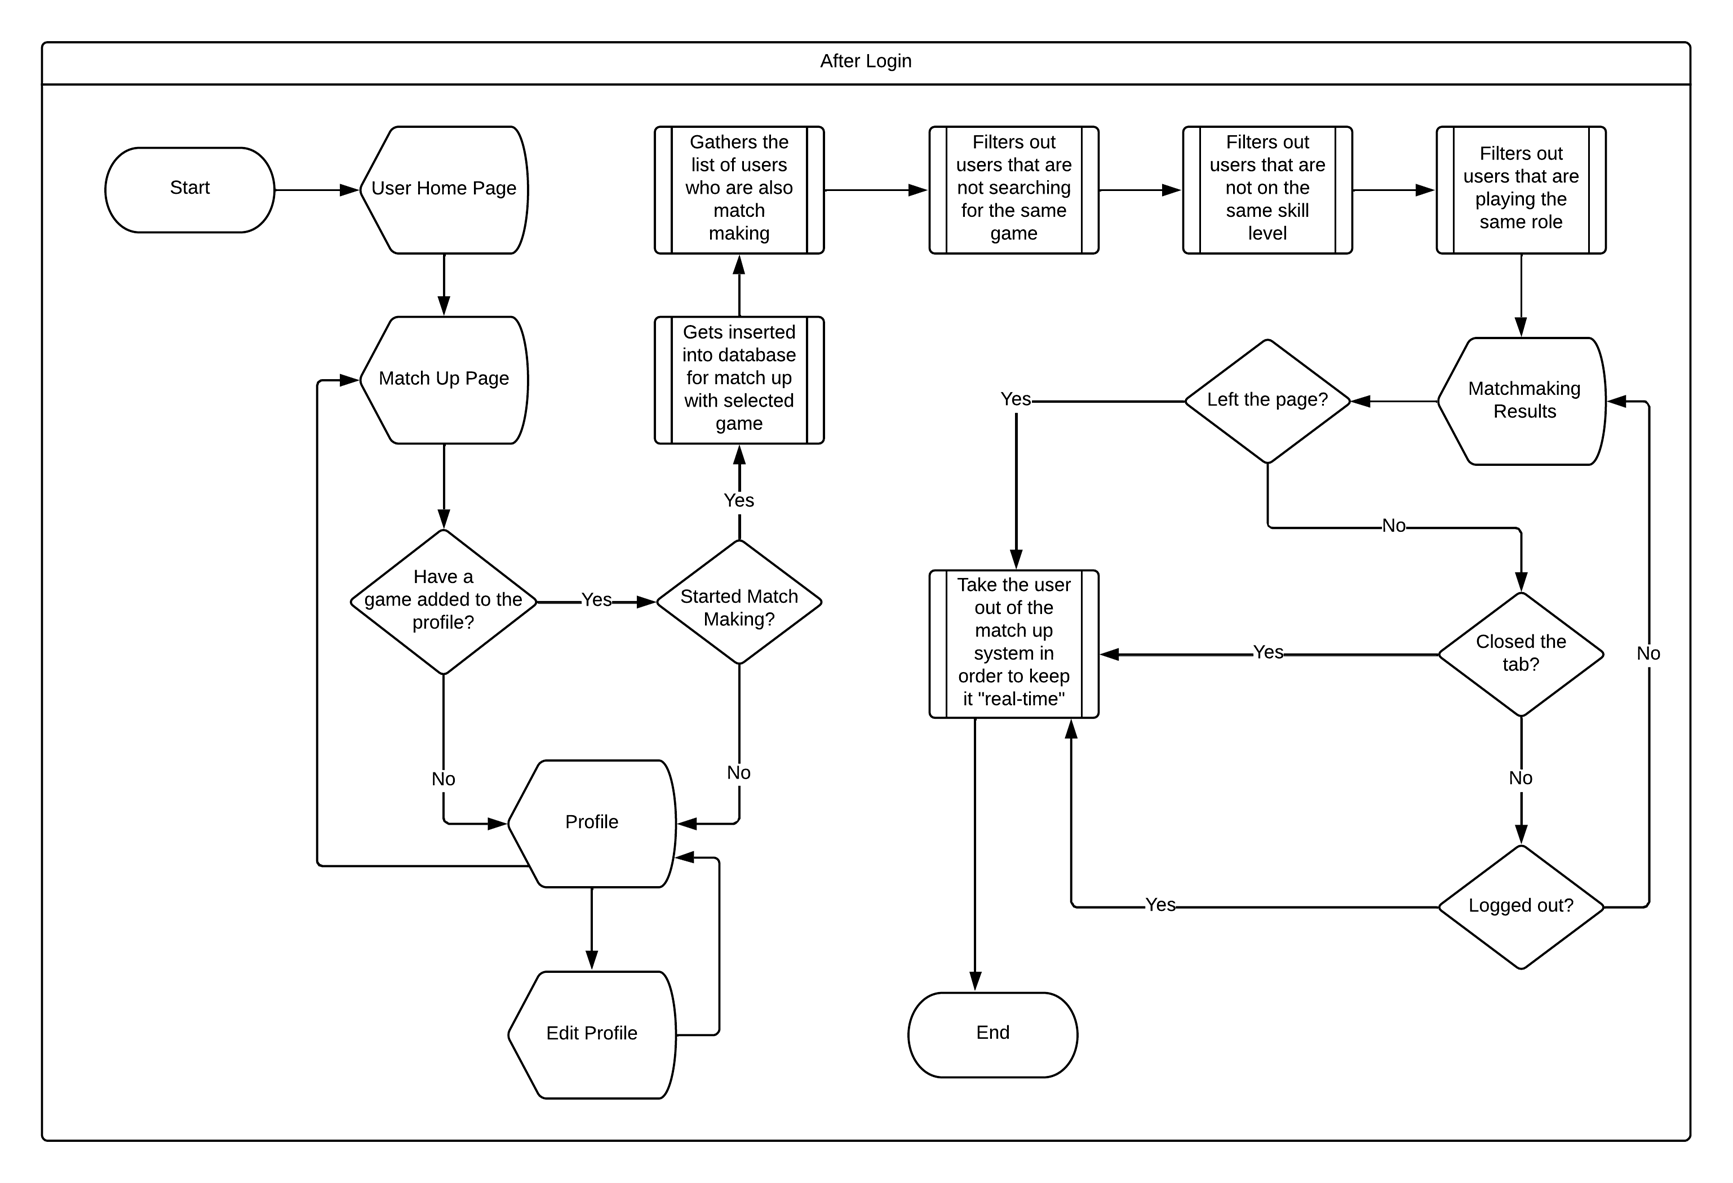 After Login
Start
User Home Page
Gathers the
list of users
who are also
match
making
Filters out
users that are
not searching
for the same
game
Filters out
users that are
not on the
same skill
level
Filters out
users that are
playing the
same role
Match Up Page
Gets inserted
into database
for match up
with selected
game
Left the page?
Matchmaking
Results
Yes
Yes
No
Have a
game added to the
profile?
Yes
Started Match
Making?
Take the user
out of the
match up
system in
order to keep
it "real-time"
Yes
Closed the
tab?
No
No
No
No
Profile
Yes
Logged out?
Edit Profile
End